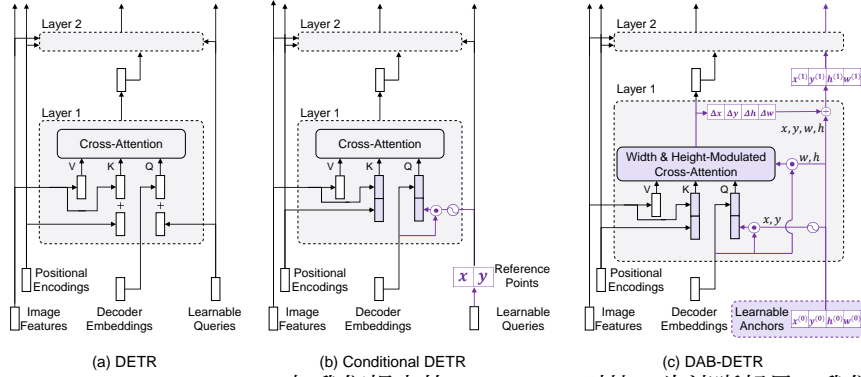 Layer 2
Layer 1
Cross-Attention
V
K
Q
+
+
Positional
Encodings
Image
Features
Decoder
Embeddings
Learnable
Queries
(a) DETR
Layer 2
Layer 1
Cross-Attention
V
K
Q
Positional
Encodings
x y
Reference
Points
Image
Features
Decoder
Embeddings
Learnable
Queries
(b) Conditional DETR
Layer 2
x⁽¹⁾ y⁽¹⁾ h⁽¹⁾ w⁽¹⁾
Layer 1
Δx Δy Δh Δw
+
x, y, w, h
Width & Height-Modulated
Cross-Attention
w, h
V
K
Q
x, y
Positional
Encodings
Image
Features
Decoder
Embeddings
Learnable
Anchors
x⁽⁰⁾ y⁽⁰⁾ h⁽⁰⁾ w⁽⁰⁾
(c) DAB-DETR